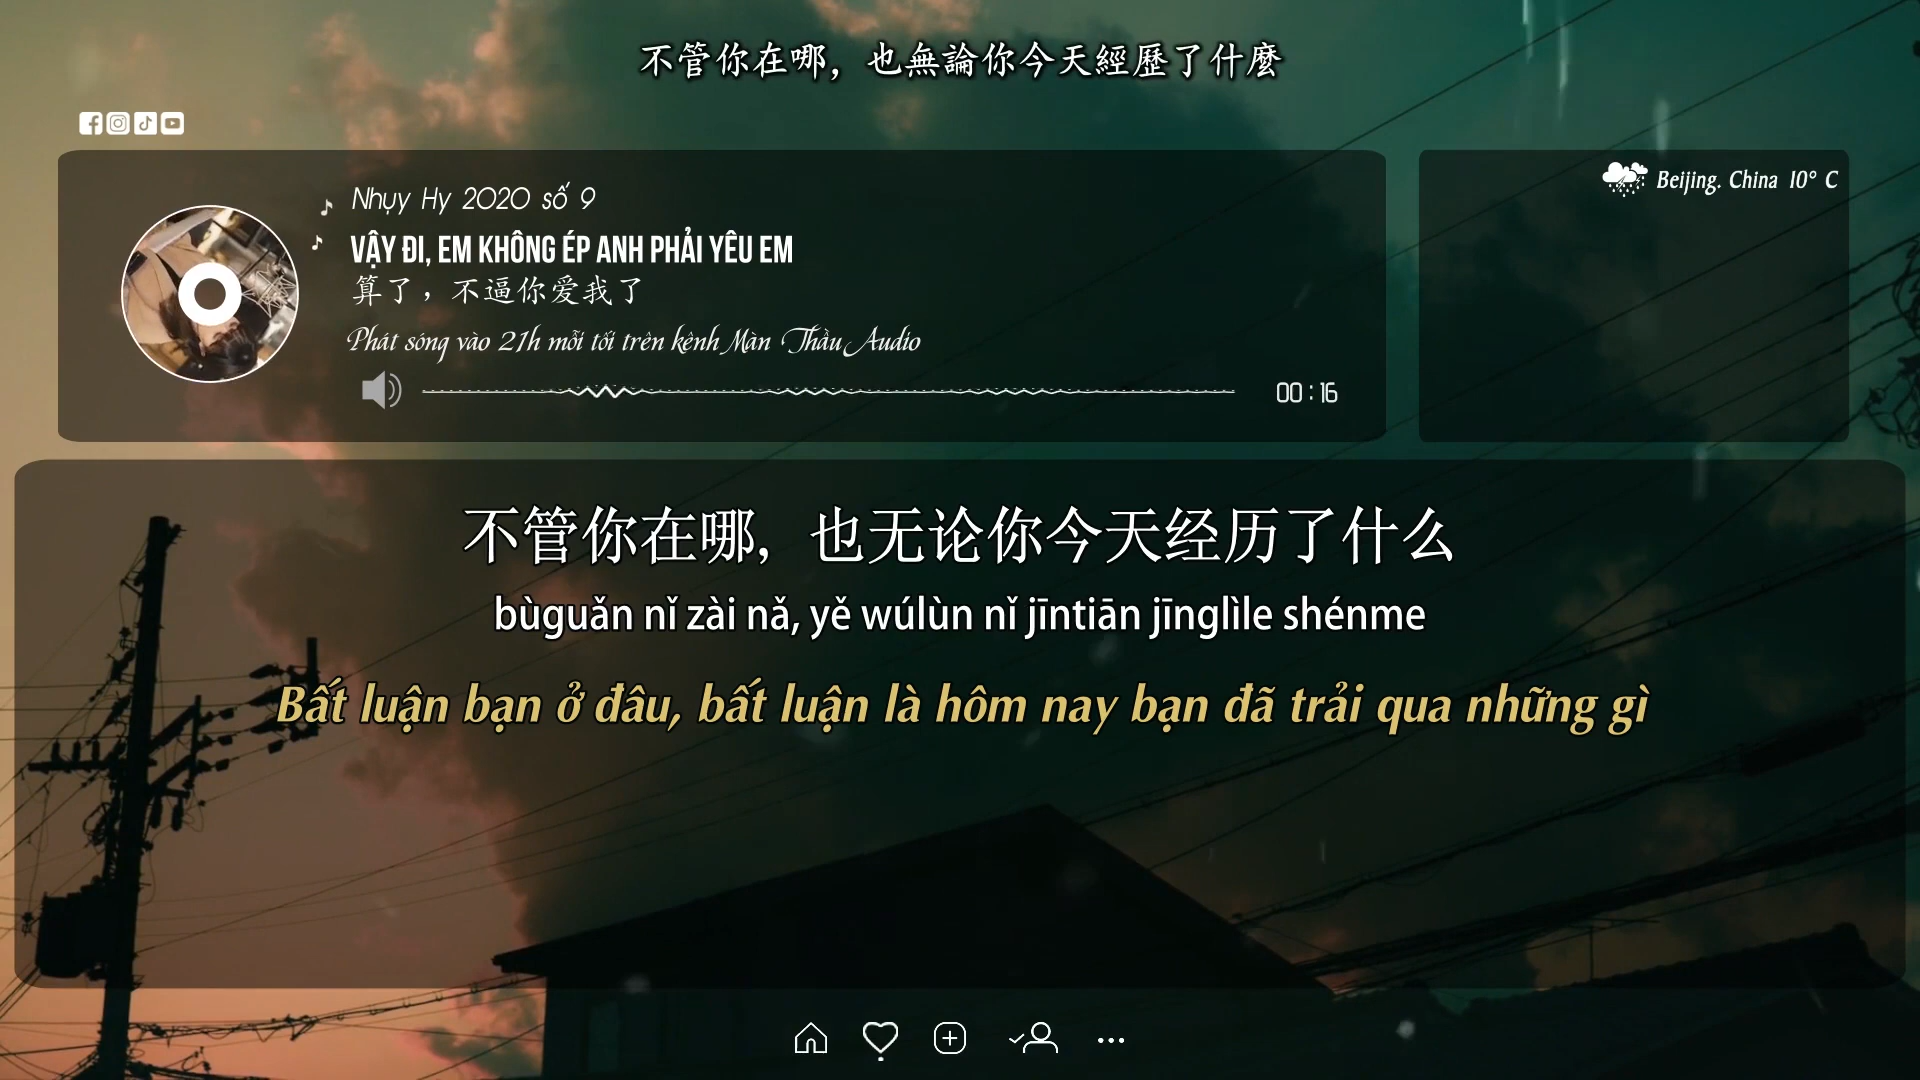 不管你在哪，也無論你今天經歷了什麼
Nhụy Hy 2020 số 9
VẬY ĐI, EM KHÔNG ÉP ANH PHẢI YÊU EM
算了，不逼你爱我了
Phát sóng vào 21h mỗi tối trên kênh Màn Thầu Audio
00 : 16
Beijing. China 10° C
不管你在哪，也无论你今天经历了什么
bùguǎn nǐ zài nǎ, yě wúlùn nǐ jīntiān jīnglìle shénme
Bất luận bạn ở đâu, bất luận là hôm nay bạn đã trải qua những gì